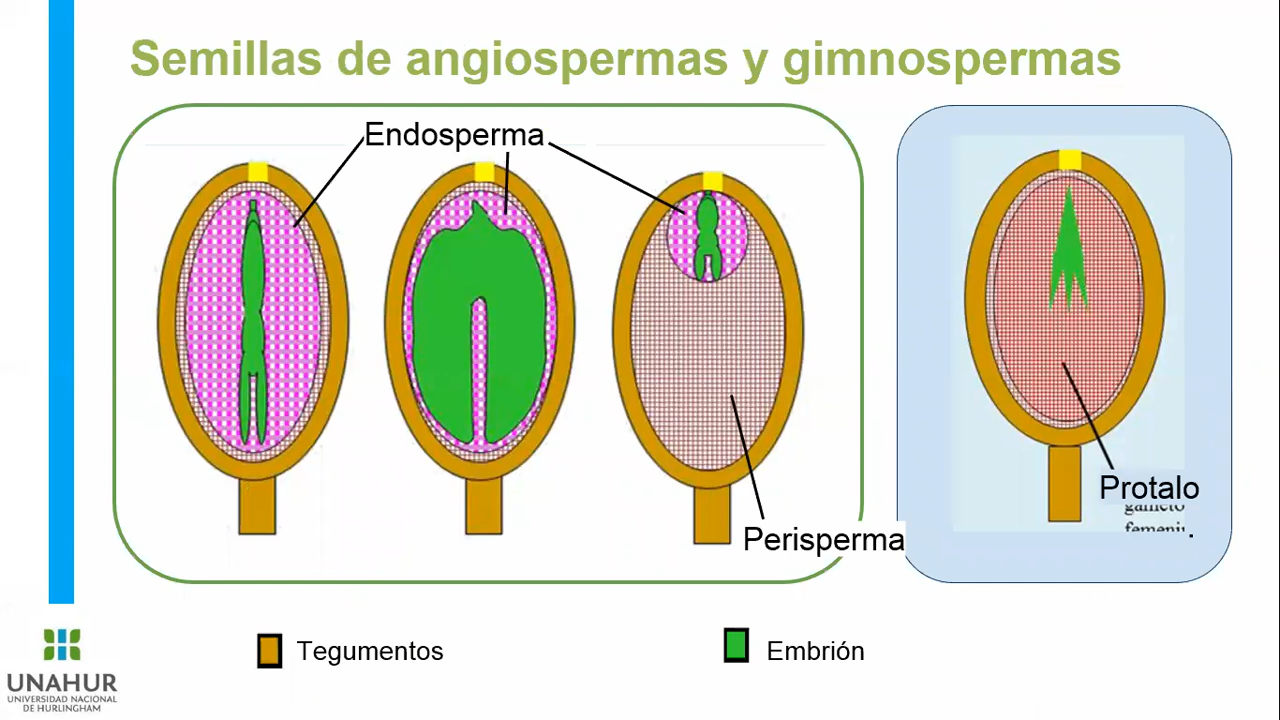 Semillas de angiospermas y gimnospermas
Endosperma
Protalo
Perisperma
.
Tegumentos
Embrión
UNAHUR
UNIVERSIDAD NACIONAL
DE HURLINGHAM